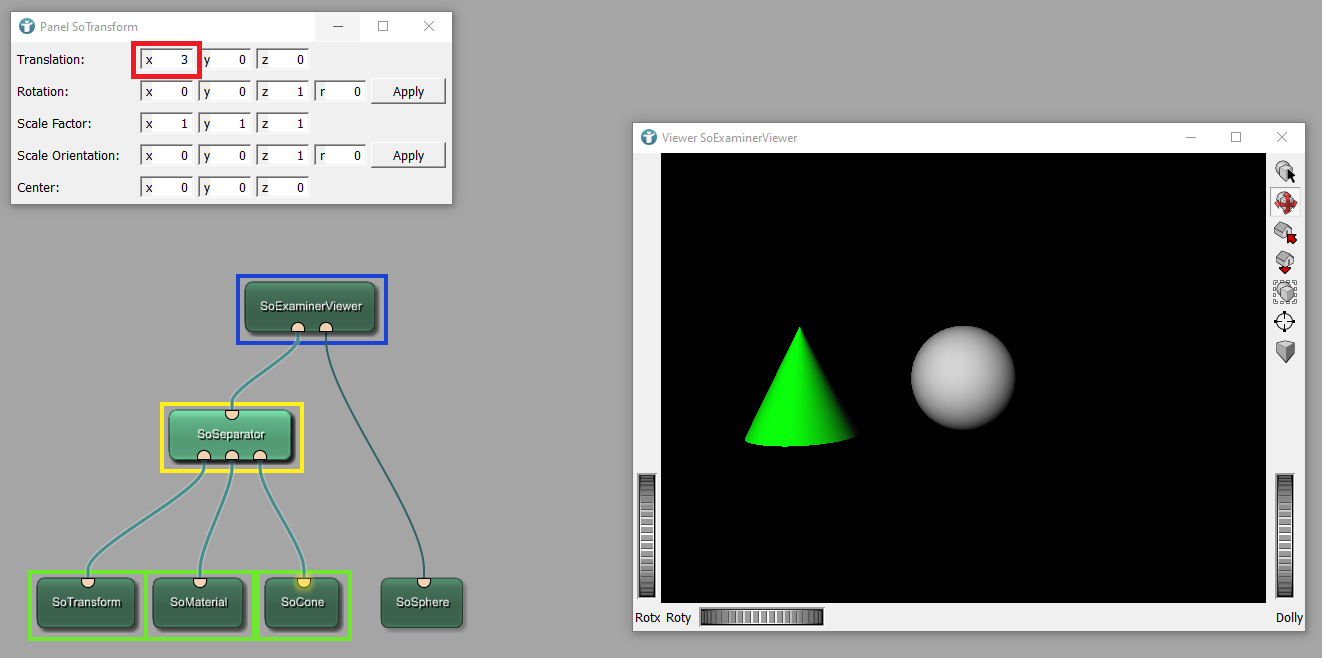 Panel SoTransform
Translation: x 3 y 0 z 0
Rotation: x 0 y 0 z 1 r 0 Apply
Scale Factor: x 1 y 1 z 1
Scale Orientation: x 0 y 0 z 1 r 0 Apply
Center: x 0 y 0 z 0
Viewer SoExaminerViewer
SoExaminerViewer
SoSeparator
SoTransform SoMaterial SoCone SoSphere
Rotx Roty Dolly